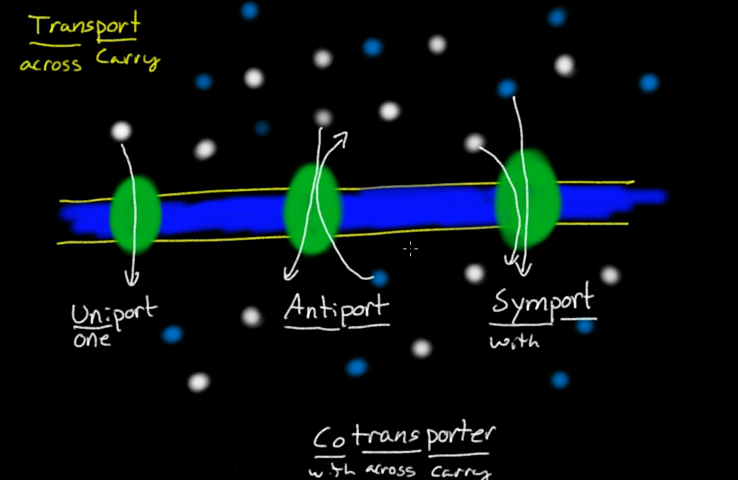 Transport
across Carry
Uniport
one
Antiport
Symport
with
Cotransporter
with across carry